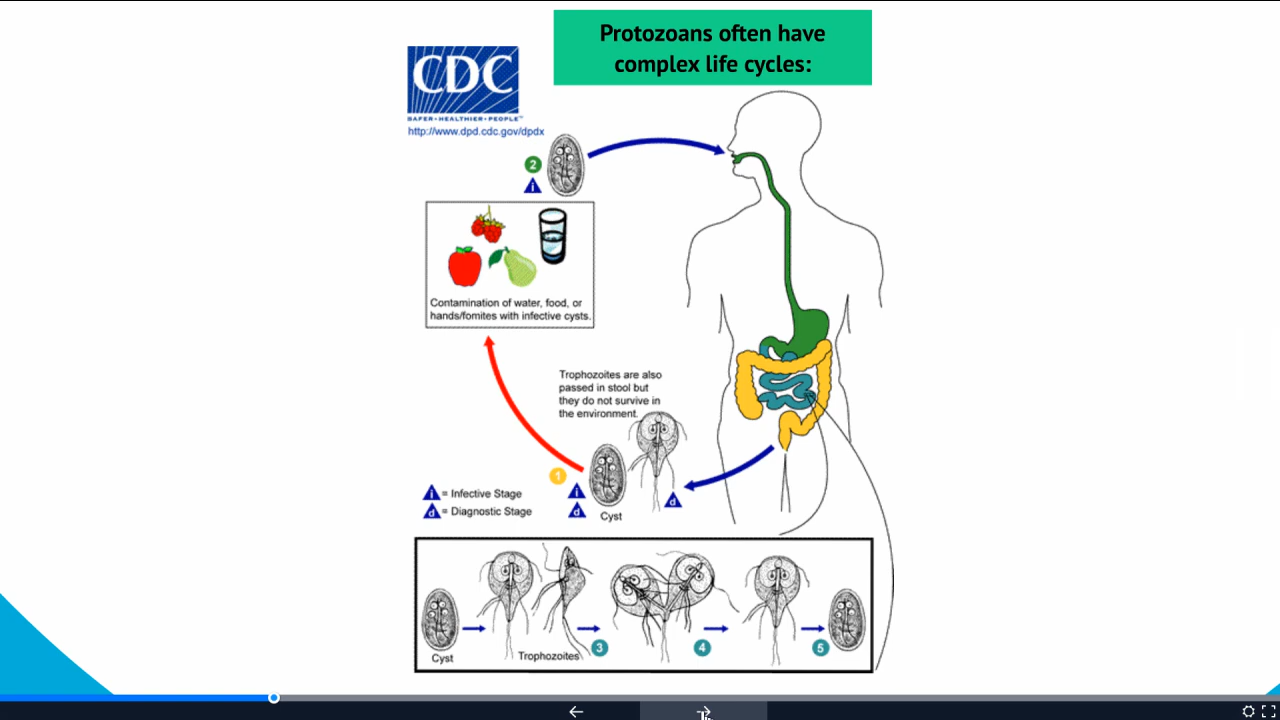 Protozoans often have
complex life cycles:
CDC
SAFER•HEALTHIER•PEOPLE™
http://www.dpd.cdc.gov/dpdx
2
i
Contamination of water, food, or
hands/fomites with infective cysts.
Trophozoites are also
passed in stool but
they do not survive in
the environment.
1
i
d
d
Cyst
i = Infective Stage
d = Diagnostic Stage
Cyst
Trophozoites
3
4
5